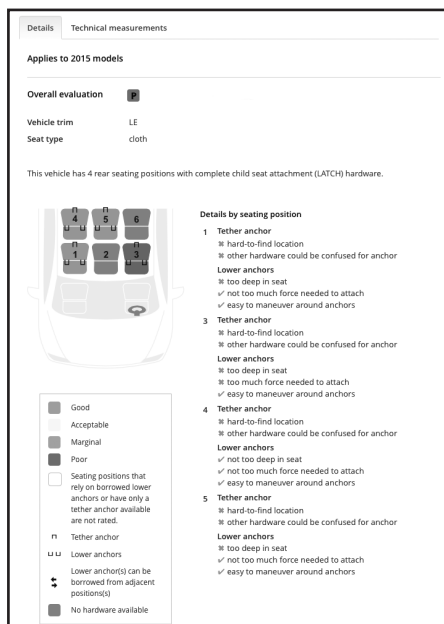 Details Technical measurements
Applies to 2015 models
Overall evaluation P
Vehicle trim LE
Seat type cloth
This vehicle has 4 rear seating positions with complete child seat attachment (LATCH) hardware.
4 5 6
1 2 3
Good
Acceptable
Marginal
Poor
Seating positions that
rely on borrowed lower
anchors or have only a
tether anchor available
are not rated.
Tether anchor
Lower anchors
Lower anchor(s) can be
borrowed from adjacent
positions(s)
No hardware available
Details by seating position
1 Tether anchor
✖ hard-to-find location
✖ other hardware could be confused for anchor
Lower anchors
✖ too deep in seat
✔ not too much force needed to attach
✔ easy to maneuver around anchors
3 Tether anchor
✖ hard-to-find location
✖ other hardware could be confused for anchor
Lower anchors
✖ too deep in seat
✖ too much force needed to attach
✔ easy to maneuver around anchors
4 Tether anchor
✖ hard-to-find location
✖ other hardware could be confused for anchor
Lower anchors
✔ not too deep in seat
✔ not too much force needed to attach
✔ easy to maneuver around anchors
5 Tether anchor
✖ hard-to-find location
✖ other hardware could be confused for anchor
Lower anchors
✖ too deep in seat
✔ not too much force needed to attach
✔ easy to maneuver around anchors